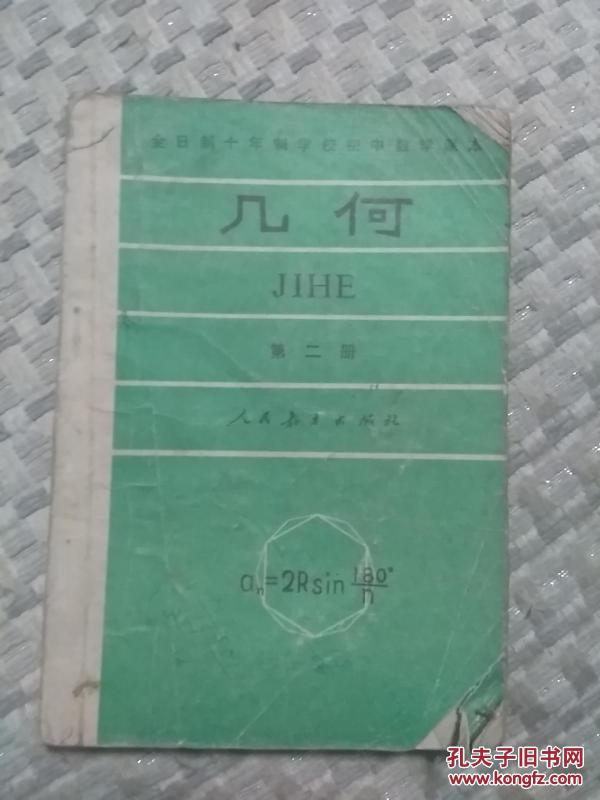 全日制十年制学校初中数学课本
几何
JIHE
第二册
人民教育出版社
aₙ=2Rsin 180°/n
孔夫子旧书网
www.kongfz.com